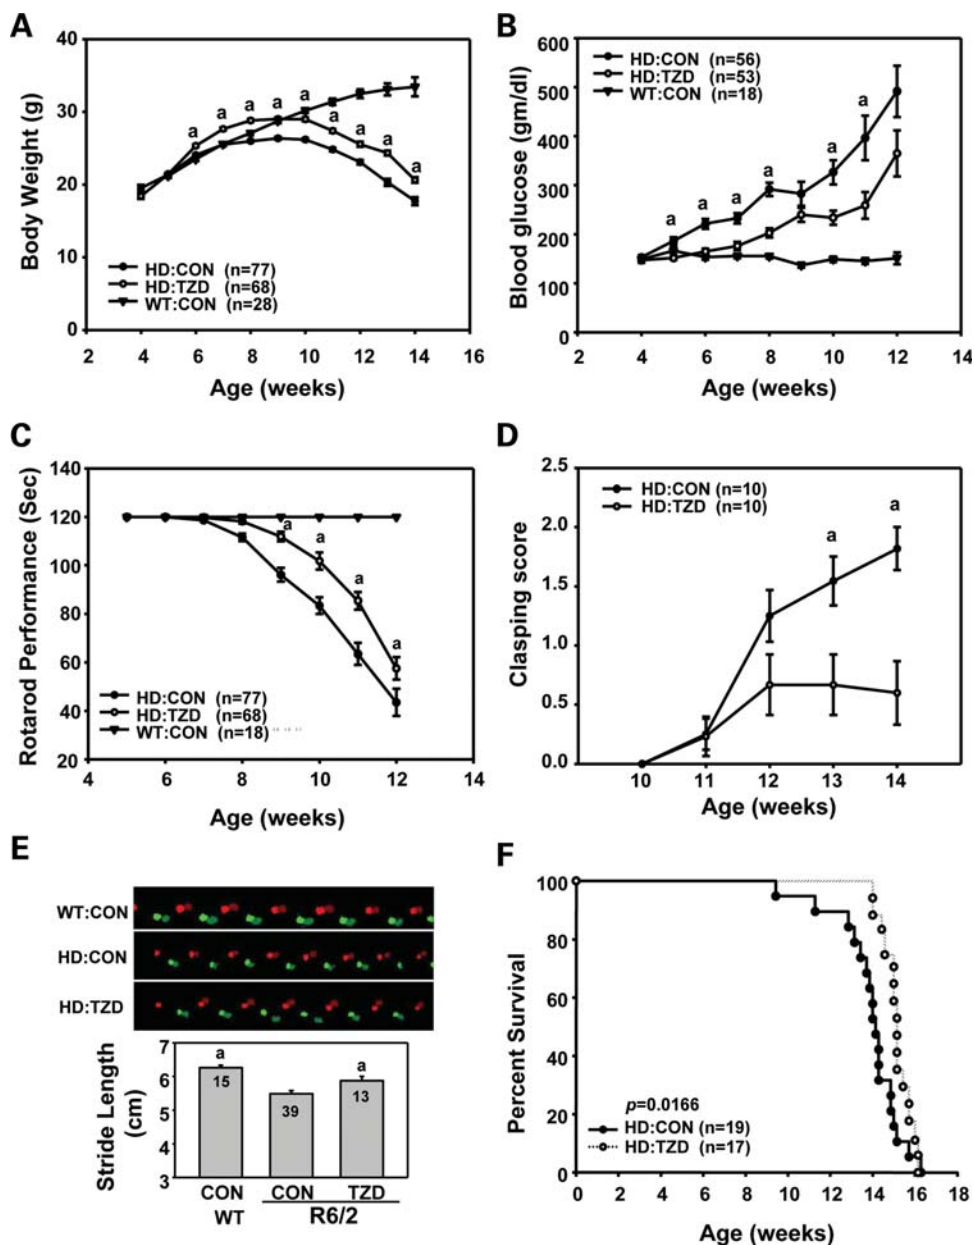 A
Body Weight (g)
40
30
20
10
0
a a a a a a a a a
HD:CON (n=77)
HD:TZD (n=68)
WT:CON (n=28)
2 4 6 8 10 12 14 16
Age (weeks)
B
Blood glucose (gm/dl)
600
500
400
300
200
100
0
HD:CON (n=56)
HD:TZD (n=53)
WT:CON (n=18)
a a a a a a
2 4 6 8 10 12 14
Age (weeks)
C
Rotarod Performance (Sec)
140
120
100
80
60
40
20
a a a a
HD:CON (n=77)
HD:TZD (n=68)
WT:CON (n=18)
4 6 8 10 12 14
Age (weeks)
D
Clasping score
2.5
2.0
1.5
1.0
0.5
0.0
HD:CON (n=10)
HD:TZD (n=10)
a a
10 11 12 13 14
Age (weeks)
E
WT:CON
HD:CON
HD:TZD
Stride Length
(cm)
7
6
5
4
3
a a
15 39 13
CON CON TZD
WT R6/2
F
Percent Survival
100
80
60
40
20
0
p=0.0166
HD:CON (n=19)
HD:TZD (n=17)
0 2 4 6 8 10 12 14 16 18
Age (weeks)